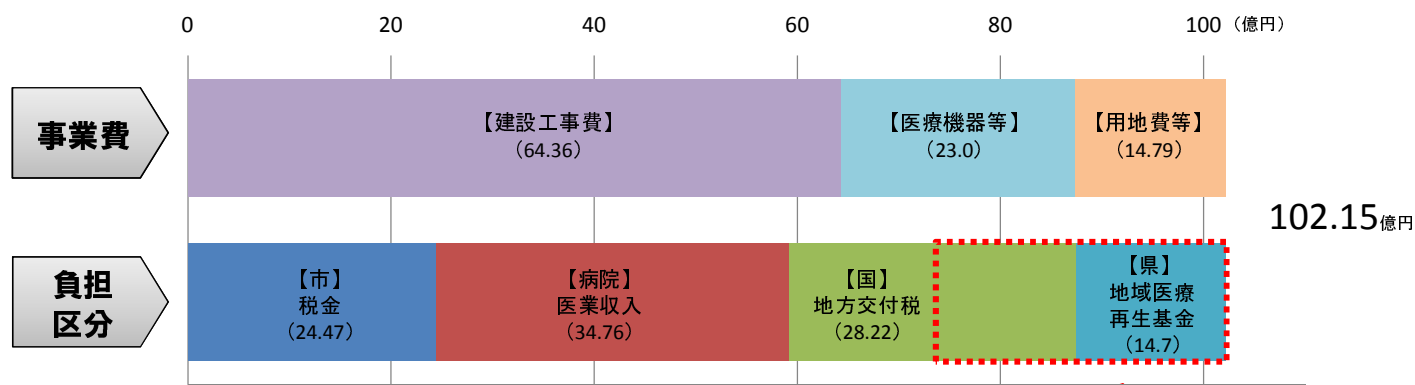 0 20 40 60 80 100 （億円）
事業費
【建設工事費】
（64.36）
【医療機器等】
（23.0）
【用地費等】
（14.79）
102.15億円
負担
区分
【市】
税金
（24.47）
【病院】
医業収入
（34.76）
【国】
地方交付税
（28.22）
【県】
地域医療
再生基金
（14.7）